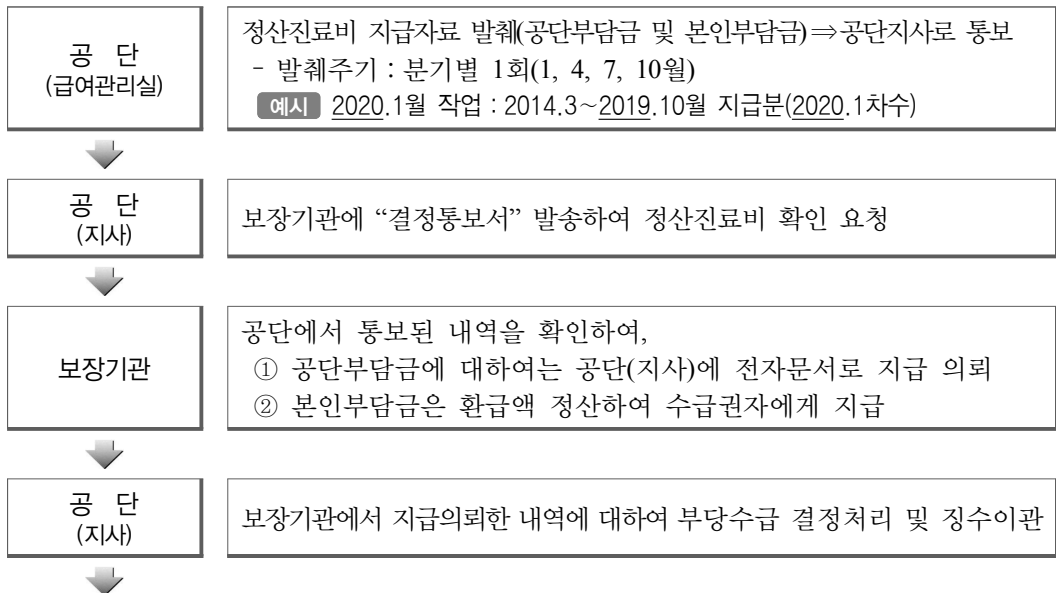 공 단
(급여관리실)
정산진료비 지급자료 발췌(공단부담금 및 본인부담금)⇒공단지사로 통보
- 발췌주기 : 분기별 1회(1, 4, 7, 10월)
예시 2020.1월 작업 : 2014.3~2019.10월 지급분(2020.1차수)
공 단
(지사)
보장기관에 “결정통보서” 발송하여 정산진료비 확인 요청
보장기관
공단에서 통보된 내역을 확인하여,
① 공단부담금에 대하여는 공단(지사)에 전자문서로 지급 의뢰
② 본인부담금은 환급액 정산하여 수급권자에게 지급
공 단
(지사)
보장기관에서 지급의뢰한 내역에 대하여 부당수급 결정처리 및 징수이관